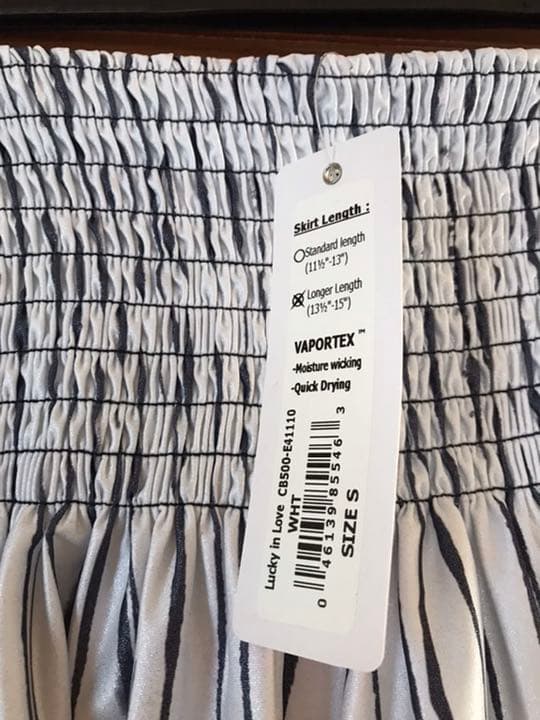 Skirt Length :
Standard length
(11½"-13")
Longer Length
(13½"-15")
VAPORTEX™
-Moisture wicking
-Quick Drying
Lucky in Love CB500-E41110
WHT
0 46139 85546 3
SIZE S